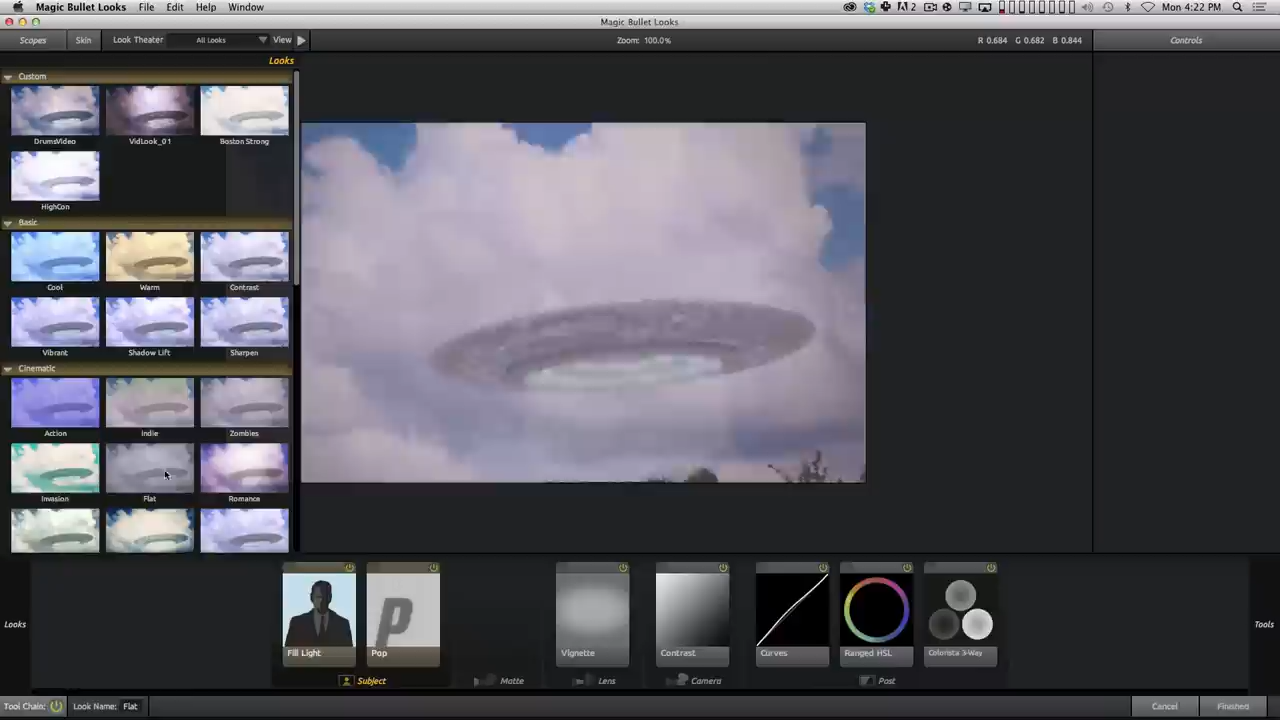 Magic Bullet Looks File Edit Help Window
2
Mon 4:22 PM
Magic Bullet Looks
Scopes Skin Look Theater All Looks View Zoom: 100.0% R 0.684 G 0.682 B 0.844 Controls
Looks
Custom
DrumsVideo VidLook_01 Boston Strong
HighCon
Basic
Cool Warm Contrast
Vibrant Shadow Lift Sharpen
Cinematic
Action Indie Zombies
Invasion Flat Romance
P
Looks Fill Light Pop Vignette Contrast Curves Ranged HSL Colorista 3-Way Tools
Subject Matte Lens Camera Post
Tool Chain: Look Name: Flat Cancel Finished